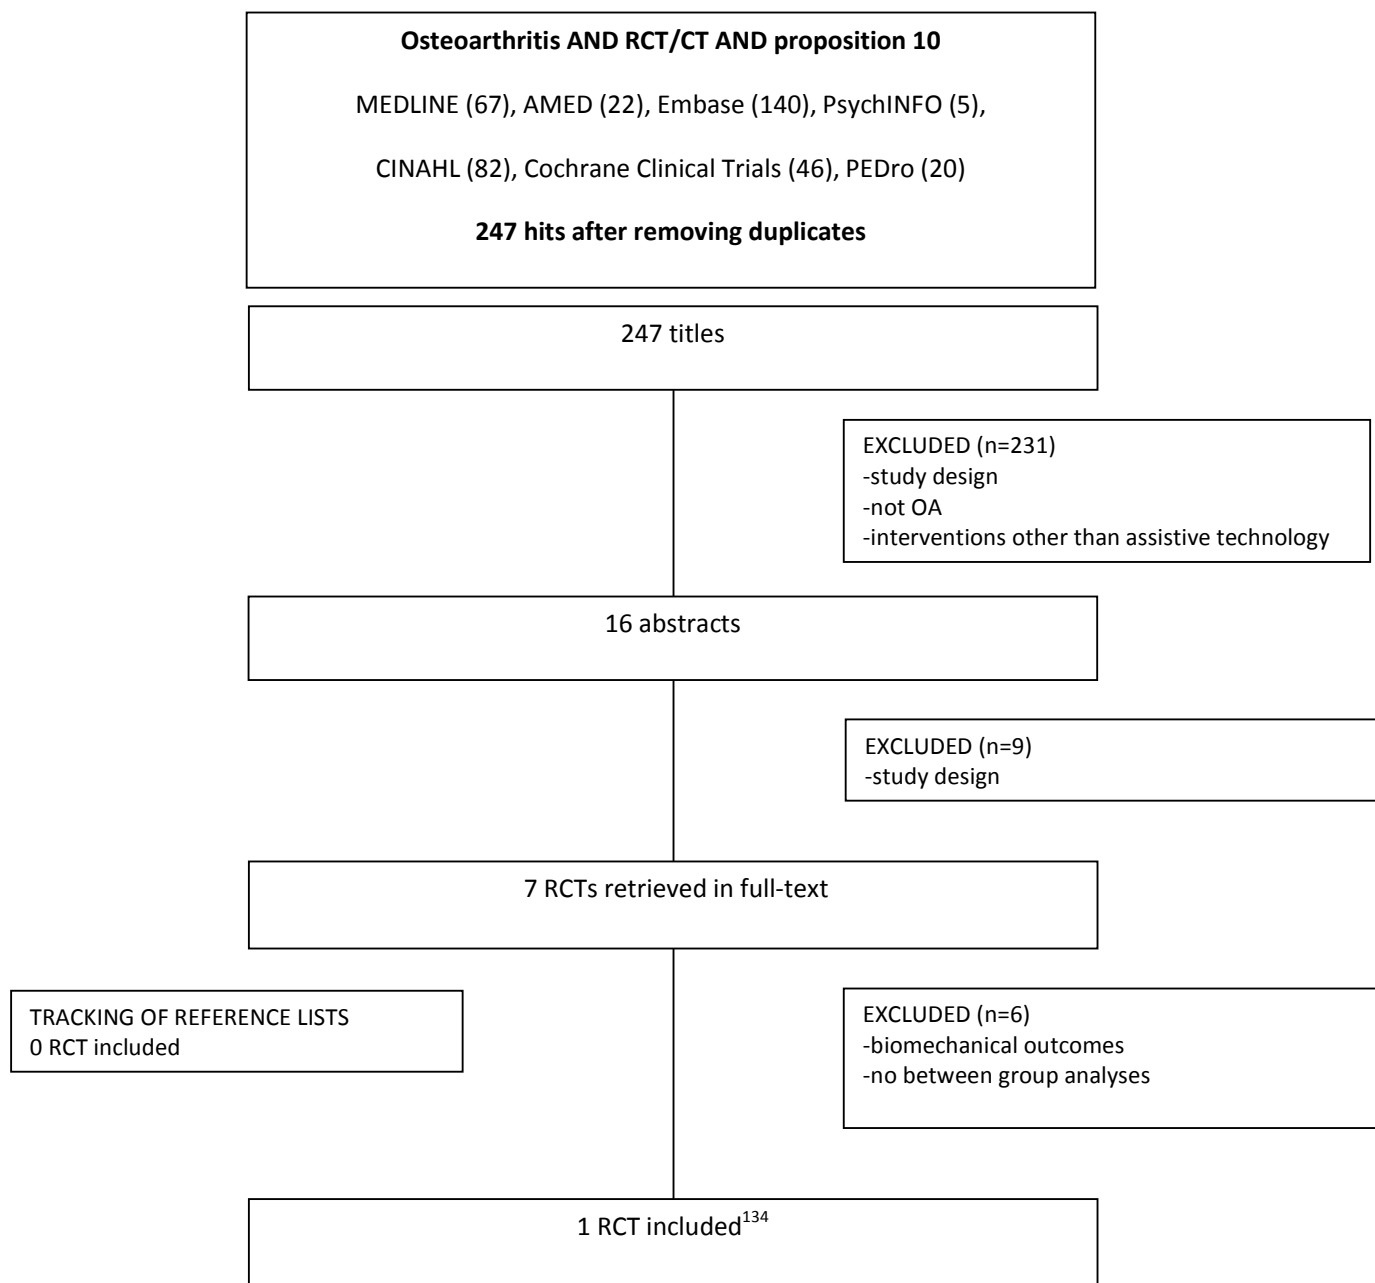 Osteoarthritis AND RCT/CT AND proposition 10
MEDLINE (67), AMED (22), Embase (140), PsychINFO (5),
CINAHL (82), Cochrane Clinical Trials (46), PEDro (20)
247 hits after removing duplicates
247 titles
EXCLUDED (n=231)
-study design
-not OA
-interventions other than assistive technology
16 abstracts
EXCLUDED (n=9)
-study design
7 RCTs retrieved in full-text
TRACKING OF REFERENCE LISTS
0 RCT included
EXCLUDED (n=6)
-biomechanical outcomes
-no between group analyses
1 RCT included134